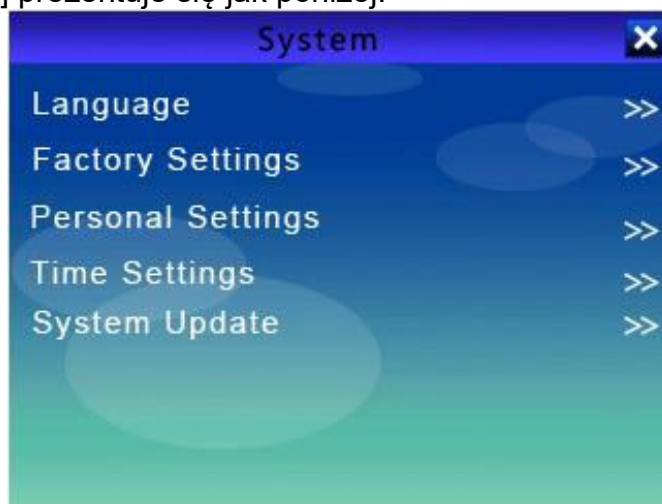 prezentuje się jak poniżej:
System
Language >>
Factory Settings >>
Personal Settings >>
Time Settings >>
System Update >>